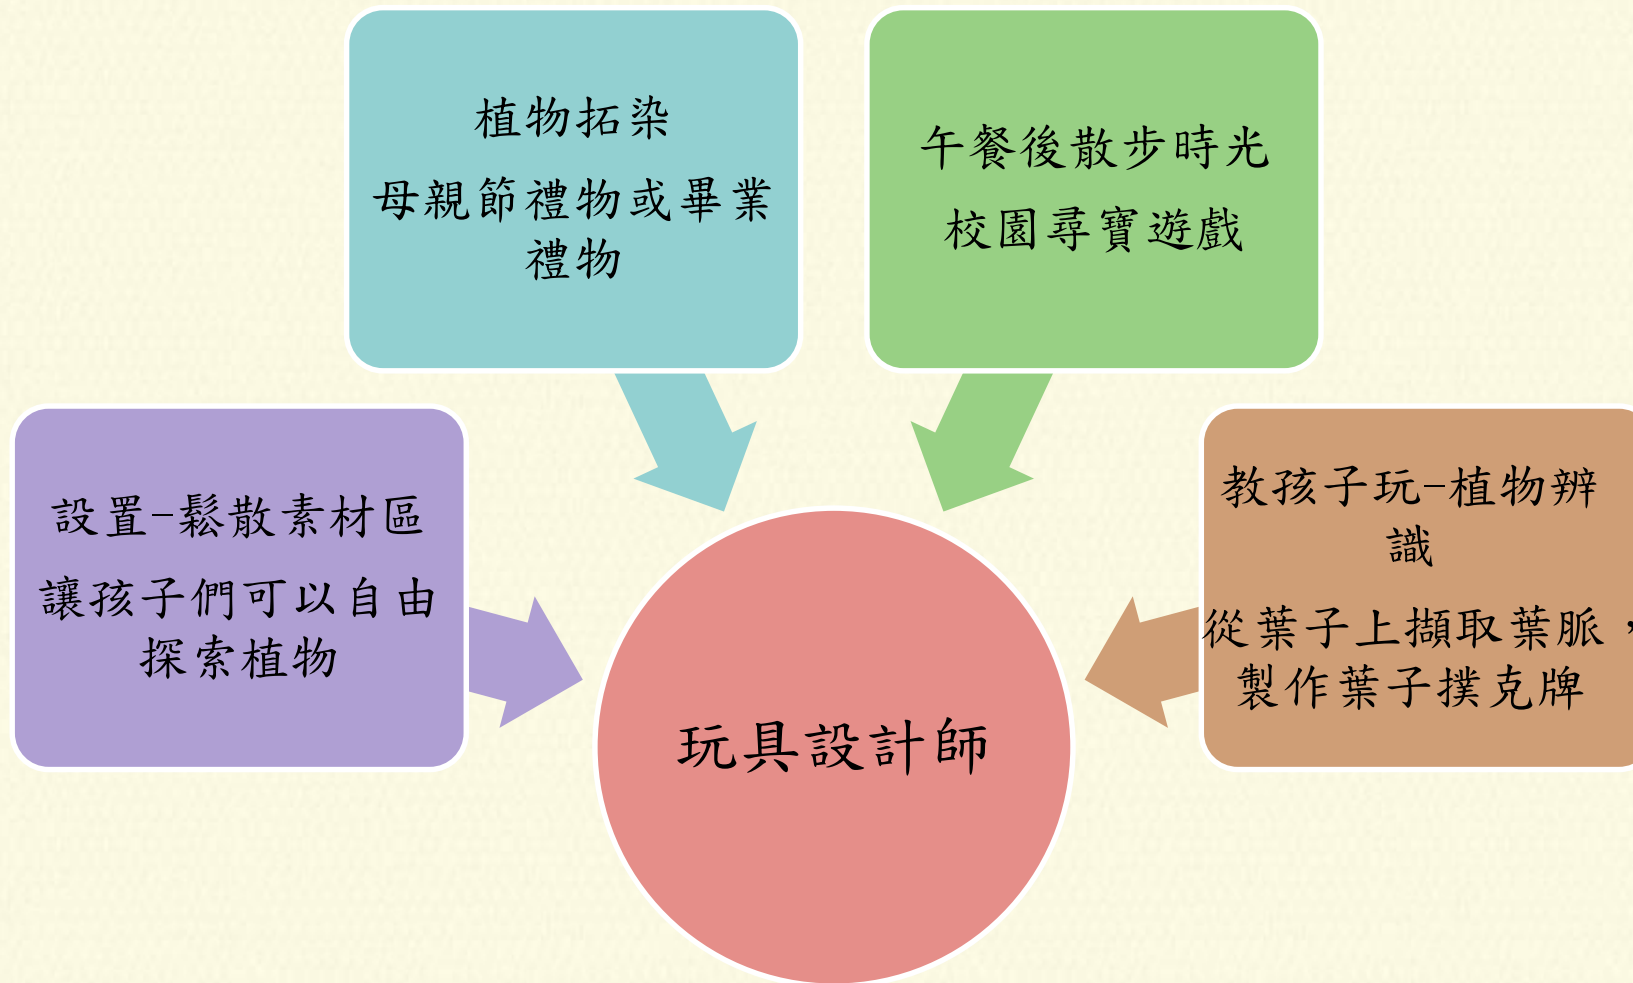 植物拓染
母親節禮物或畢業
禮物
午餐後散步時光
校園尋寶遊戲
設置-鬆散素材區
讓孩子們可以自由
探索植物
教孩子玩-植物辨
識
從葉子上擷取葉脈，
製作葉子撲克牌
玩具設計師